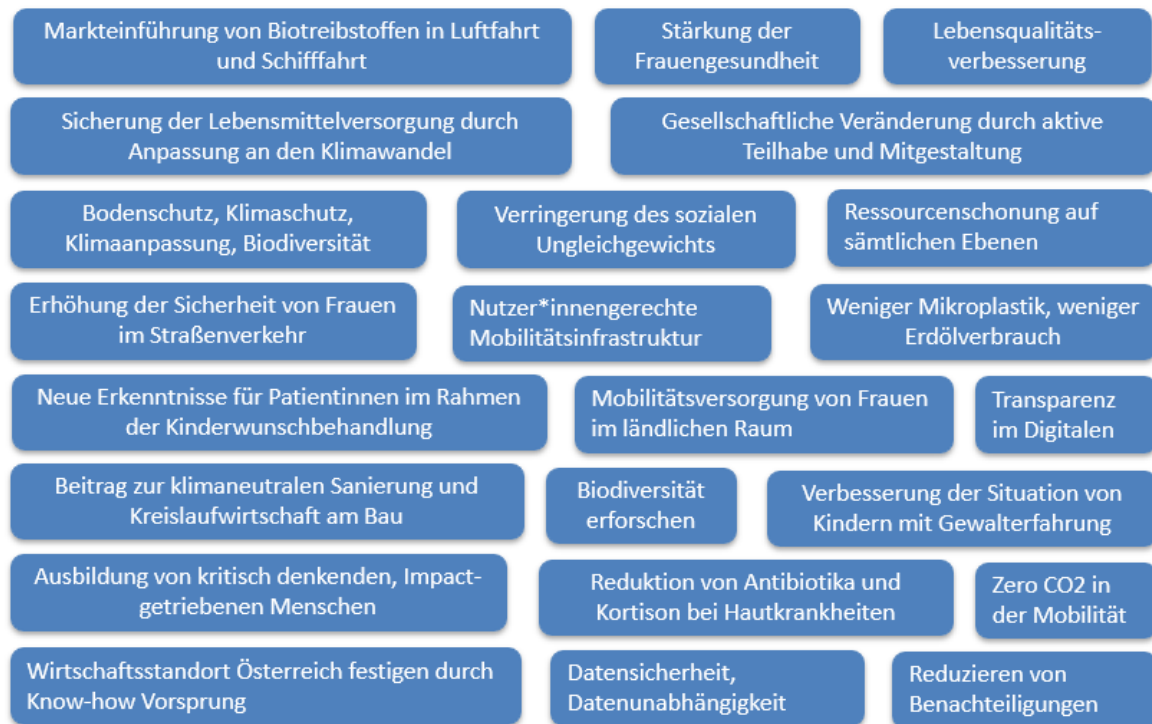 Markteinführung von Biotreibstoffen in Luftfahrt
und Schifffahrt
Stärkung der
Frauengesundheit
Lebensqualitäts-
verbesserung
Sicherung der Lebensmittelversorgung durch
Anpassung an den Klimawandel
Gesellschaftliche Veränderung durch aktive
Teilhabe und Mitgestaltung
Bodenschutz, Klimaschutz,
Klimaanpassung, Biodiversität
Verringerung des sozialen
Ungleichgewichts
Ressourcenschonung auf
sämtlichen Ebenen
Erhöhung der Sicherheit von Frauen
im Straßenverkehr
Nutzer*innengerechte
Mobilitätsinfrastruktur
Weniger Mikroplastik, weniger
Erdölverbrauch
Neue Erkenntnisse für Patientinnen im Rahmen
der Kinderwunschbehandlung
Mobilitätsversorgung von Frauen
im ländlichen Raum
Transparenz
im Digitalen
Beitrag zur klimaneutralen Sanierung und
Kreislaufwirtschaft am Bau
Biodiversität
erforschen
Verbesserung der Situation von
Kindern mit Gewalterfahrung
Ausbildung von kritisch denkenden, Impact-
getriebenen Menschen
Reduktion von Antibiotika und
Kortison bei Hautkrankheiten
Zero CO2 in
der Mobilität
Wirtschaftsstandort Österreich festigen durch
Know-how Vorsprung
Datensicherheit,
Datenunabhängigkeit
Reduzieren von
Benachteiligungen